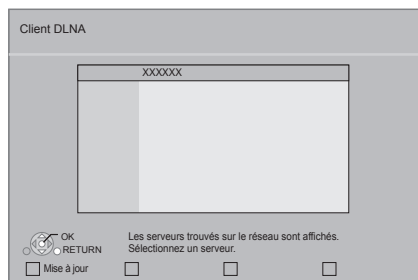 Client DLNA
XXXXXX
OK
RETURN
Les serveurs trouvés sur le réseau sont affichés.
Sélectionnez un serveur.
Mise à jour